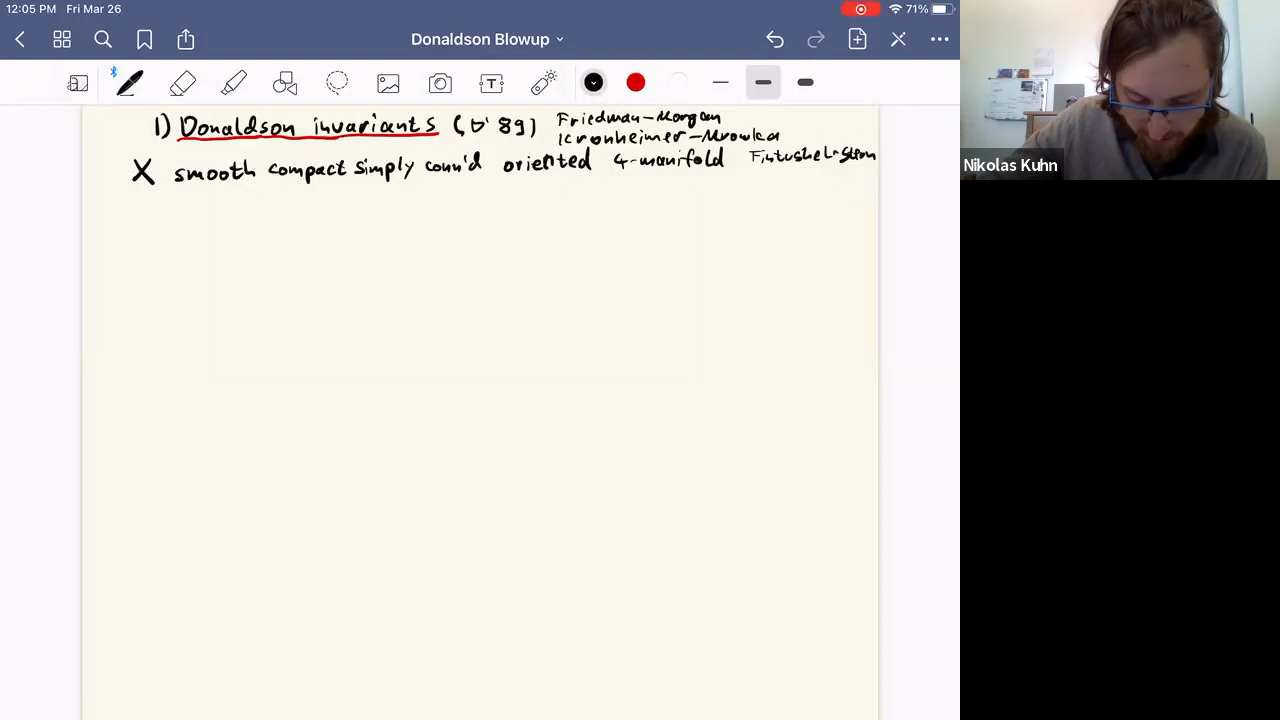 12:05 PM Fri Mar 26
71%
Donaldson Blowup
T
1) Donaldson invariants ( '89) Friedman-Morgan
Kronheimer-Mrowka
X smooth compact simply conn'd oriented 4-manifold Fintushel-Stern
Nikolas Kuhn